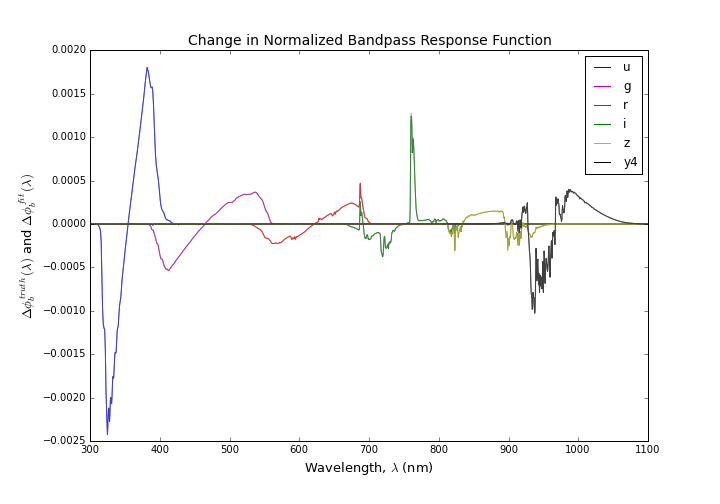 Change in Normalized Bandpass Response Function
Δϕ_b^{truth}(λ) and Δϕ_b^{fit}(λ)
0.0020
0.0015
0.0010
0.0005
0.0000
−0.0005
−0.0010
−0.0015
−0.0020
−0.0025
u
g
r
i
z
y4
300 400 500 600 700 800 900 1000 1100
Wavelength, λ (nm)